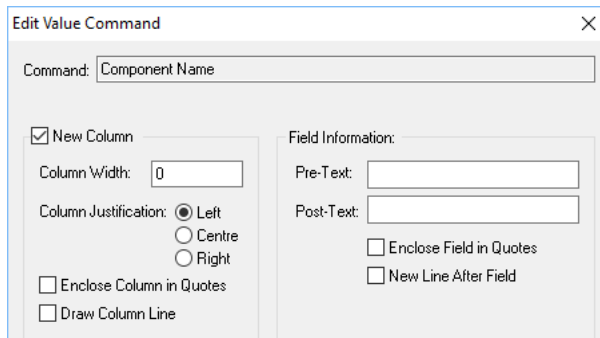 Edit Value Command
Command: Component Name
New Column
Column Width: 0
Column Justification: Left
Centre
Right
Enclose Column in Quotes
Draw Column Line
Field Information:
Pre-Text:
Post-Text:
Enclose Field in Quotes
New Line After Field